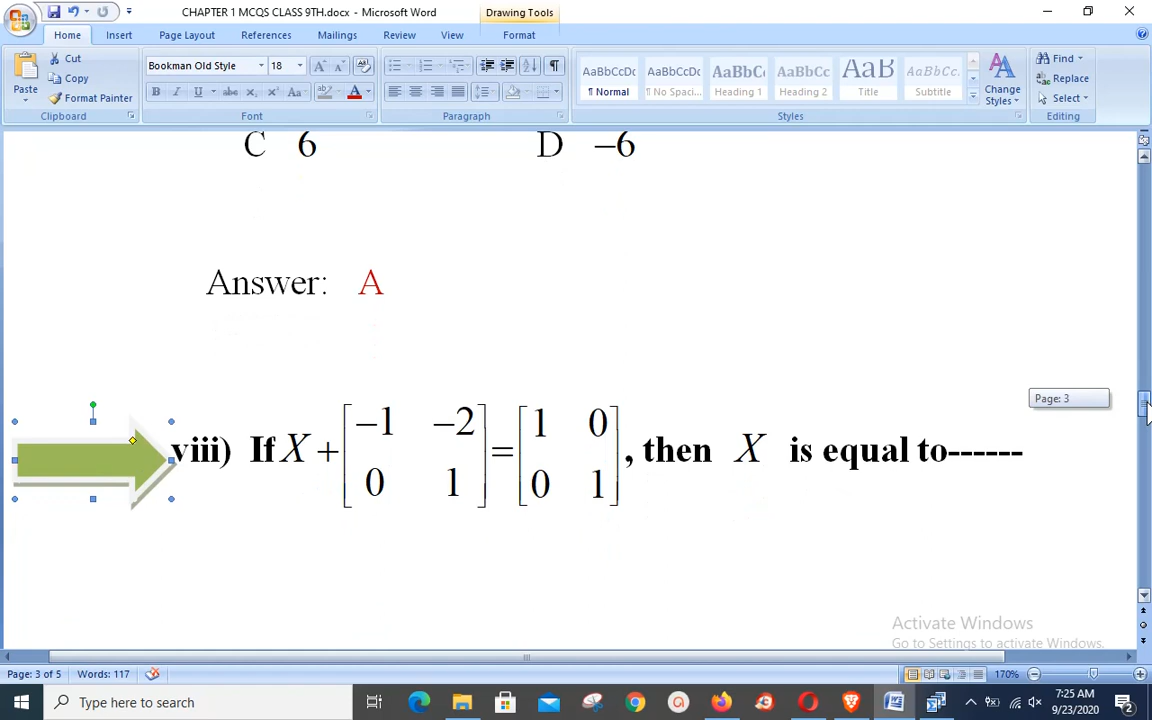 CHAPTER 1 MCQS CLASS 9TH.docx - Microsoft Word
Drawing Tools
Home Insert Page Layout References Mailings Review View Format
Paste
Cut
Copy
Format Painter
Clipboard
Bookman Old Style 18
Font
Paragraph
AaBbCcDc AaBbCcDc AaBbC AaBbCc AaB AaBbCc.
¶ Normal ¶ No Spaci... Heading 1 Heading 2 Title Subtitle
Change Styles
Styles
Find
Replace
Select
Editing
C 6 D –6
Answer: A
Page: 3
viii) If X + [−1 −2; 0 1] = [1 0; 0 1], then X is equal to------
Activate Windows
Go to Settings to activate Windows.
Page: 3 of 5 Words: 117 170%
Type here to search
7:25 AM
9/23/2020
2